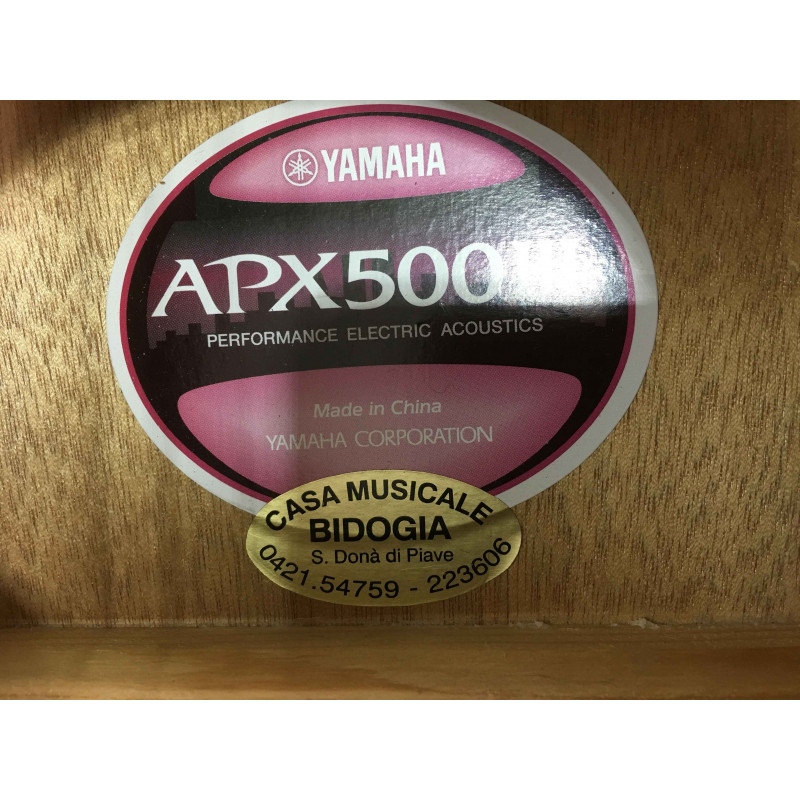 YAMAHA
APX500
PERFORMANCE ELECTRIC ACOUSTICS
Made in China
YAMAHA CORPORATION
CASA MUSICALE
BIDOGIA
S. Donà di Piave
0421.54759 - 223606